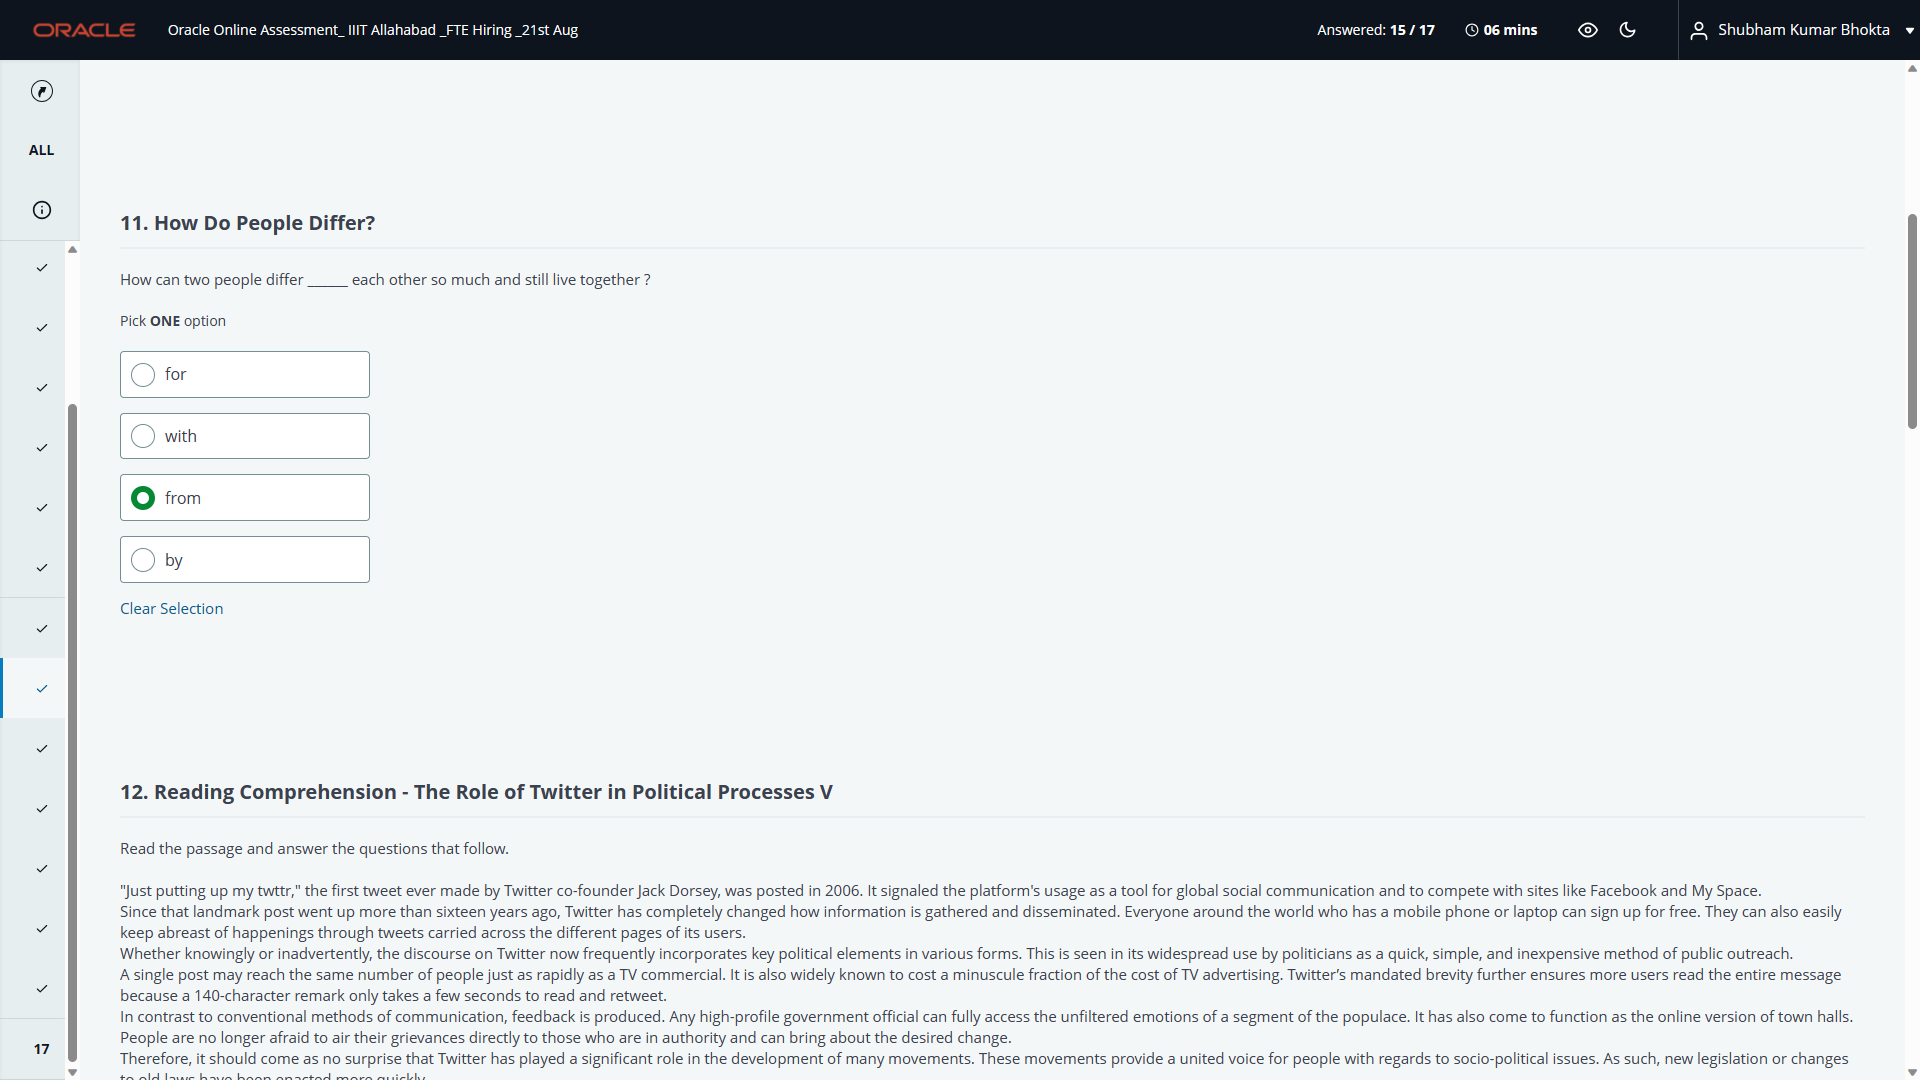 ORACLE
Oracle Online Assessment_ IIIT Allahabad _FTE Hiring _21st Aug
Answered: 15 / 17
06 mins
Shubham Kumar Bhokta
ALL
11. How Do People Differ?
How can two people differ ______ each other so much and still live together ?
Pick ONE option
for
with
from
by
Clear Selection
12. Reading Comprehension - The Role of Twitter in Political Processes V
Read the passage and answer the questions that follow.
"Just putting up my twttr," the first tweet ever made by Twitter co-founder Jack Dorsey, was posted in 2006. It signaled the platform's usage as a tool for global social communication and to compete with sites like Facebook and My Space.
Since that landmark post went up more than sixteen years ago, Twitter has completely changed how information is gathered and disseminated. Everyone around the world who has a mobile phone or laptop can sign up for free. They can also easily
keep abreast of happenings through tweets carried across the different pages of its users.
Whether knowingly or inadvertently, the discourse on Twitter now frequently incorporates key political elements in various forms. This is seen in its widespread use by politicians as a quick, simple, and inexpensive method of public outreach.
A single post may reach the same number of people just as rapidly as a TV commercial. It is also widely known to cost a minuscule fraction of the cost of TV advertising. Twitter's mandated brevity further ensures more users read the entire message
because a 140-character remark only takes a few seconds to read and retweet.
In contrast to conventional methods of communication, feedback is produced. Any high-profile government official can fully access the unfiltered emotions of a segment of the populace. It has also come to function as the online version of town halls.
People are no longer afraid to air their grievances directly to those who are in authority and can bring about the desired change.
Therefore, it should come as no surprise that Twitter has played a significant role in the development of many movements. These movements provide a united voice for people with regards to socio-political issues. As such, new legislation or changes
to old laws have been enacted more quickly.
17